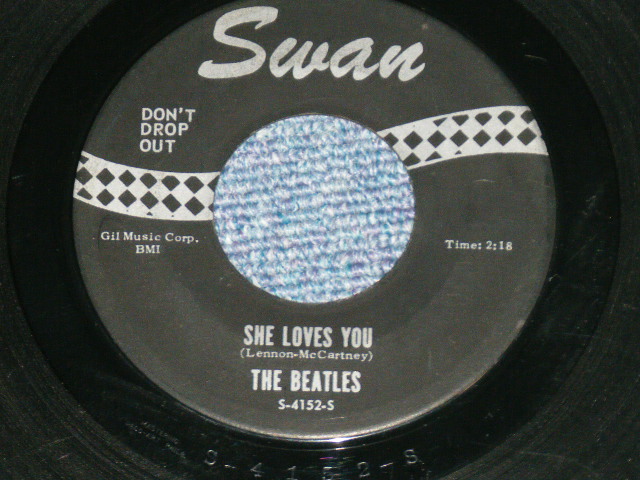 Swan
DON'T
DROP
OUT
Gil Music Corp.
BMI
Time: 2:18
SHE LOVES YOU
(Lennon-McCartney)
THE BEATLES
S-4152-S
S-4152S